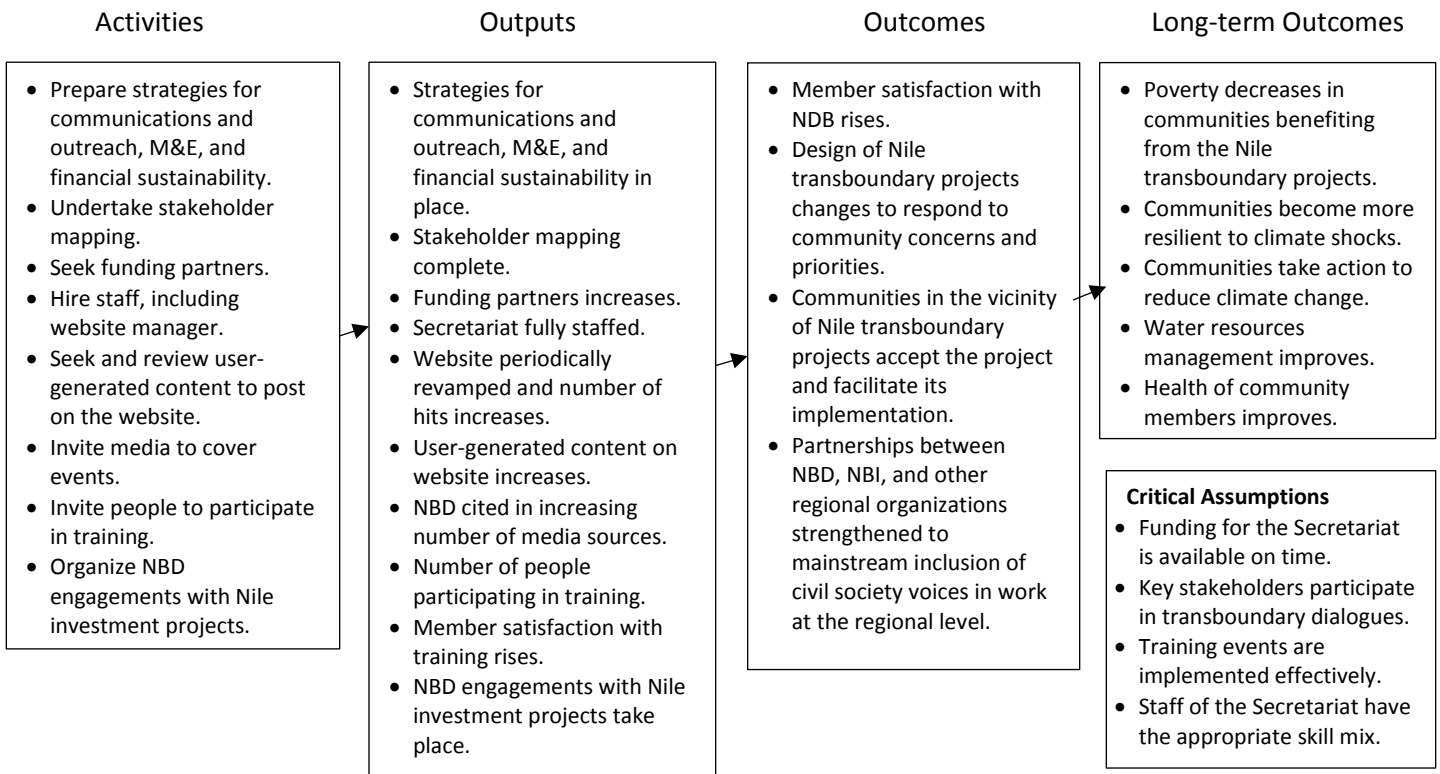 Activities
Outputs
Outcomes
Long-term Outcomes
• Prepare strategies for
communications and
outreach, M&E, and
financial sustainability.
• Undertake stakeholder
mapping.
• Seek funding partners.
• Hire staff, including
website manager.
• Seek and review user-
generated content to post
on the website.
• Invite media to cover
events.
• Invite people to participate
in training.
• Organize NBD
engagements with Nile
investment projects.
• Strategies for
communications and
outreach, M&E, and
financial sustainability in
place.
• Stakeholder mapping
complete.
• Funding partners increases.
• Secretariat fully staffed.
• Website periodically
revamped and number of
hits increases.
• User-generated content on
website increases.
• NBD cited in increasing
number of media sources.
• Number of people
participating in training.
• Member satisfaction with
training rises.
• NBD engagements with Nile
investment projects take
place.
• Member satisfaction with
NDB rises.
• Design of Nile
transboundary projects
changes to respond to
community concerns and
priorities.
• Communities in the vicinity
of Nile transboundary
projects accept the project
and facilitate its
implementation.
• Partnerships between
NBD, NBI, and other
regional organizations
strengthened to
mainstream inclusion of
civil society voices in work
at the regional level.
• Poverty decreases in
communities benefiting
from the Nile
transboundary projects.
• Communities become more
resilient to climate shocks.
• Communities take action to
reduce climate change.
• Water resources
management improves.
• Health of community
members improves.
Critical Assumptions
• Funding for the Secretariat
is available on time.
• Key stakeholders participate
in transboundary dialogues.
• Training events are
implemented effectively.
• Staff of the Secretariat have
the appropriate skill mix.